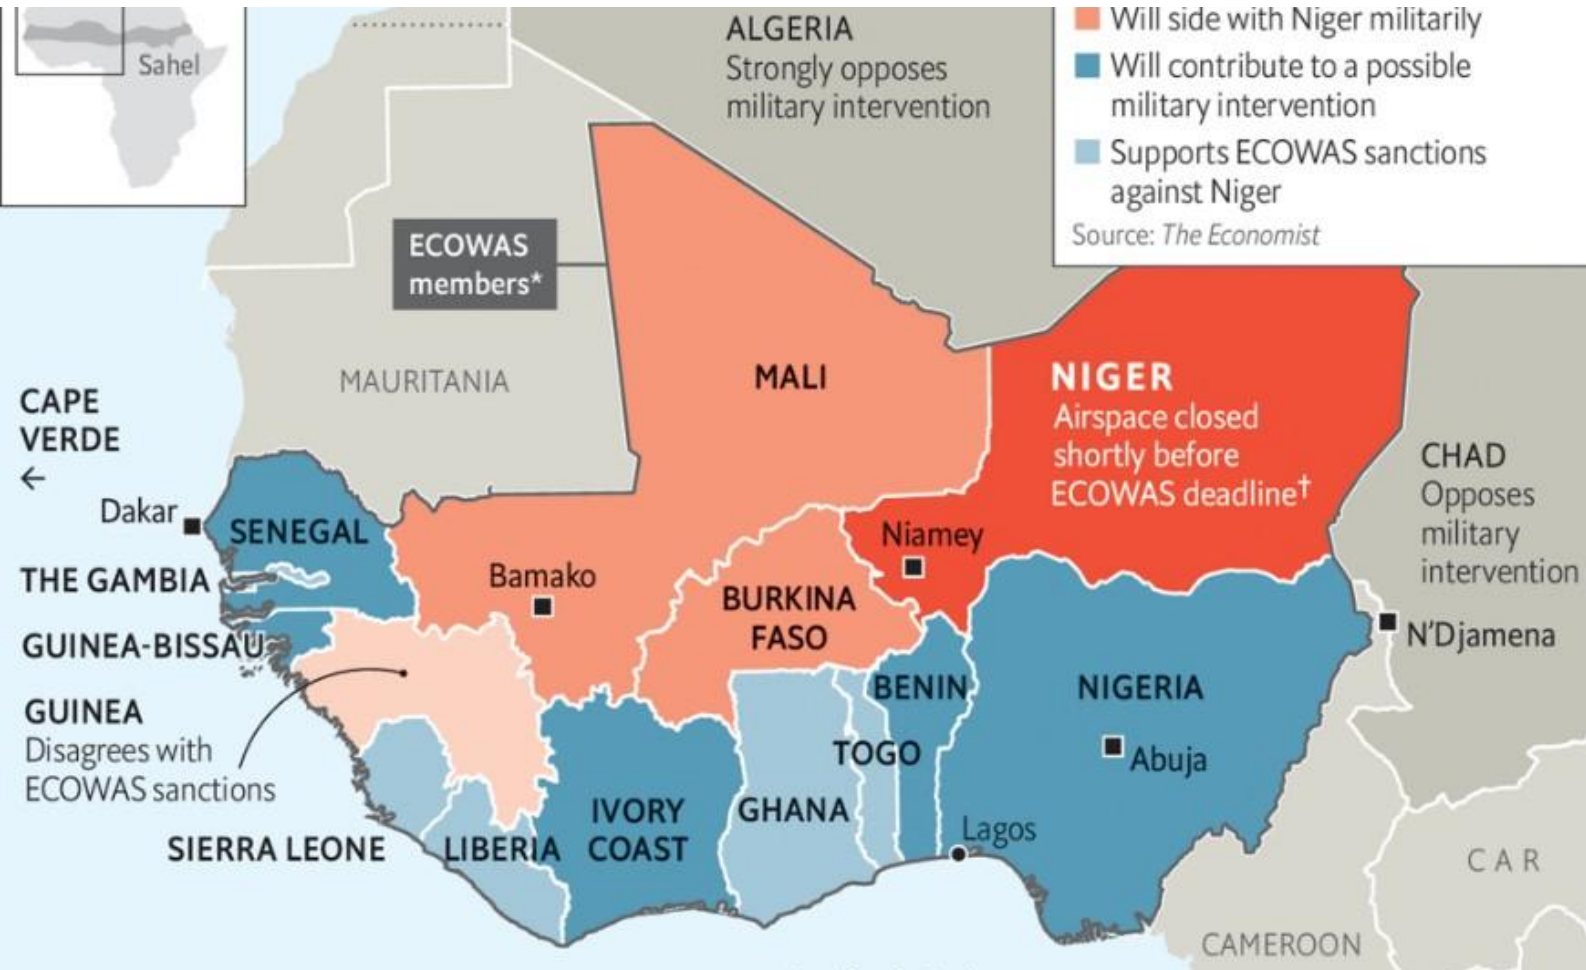 Sahel
ALGERIA
Strongly opposes
military intervention
Will side with Niger militarily
Will contribute to a possible
military intervention
Supports ECOWAS sanctions
against Niger
Source: The Economist
ECOWAS
members*
MAURITANIA
MALI
NIGER
Airspace closed
shortly before
ECOWAS deadline†
CAPE
VERDE
←
CHAD
Opposes
military
intervention
Dakar
SENEGAL
Niamey
THE GAMBIA
Bamako
BURKINA
FASO
GUINEA-BISSAU
N'Djamena
BENIN
NIGERIA
GUINEA
Disagrees with
ECOWAS sanctions
TOGO
Abuja
IVORY
COAST
GHANA
SIERRA LEONE
LIBERIA
Lagos
CAR
CAMEROON